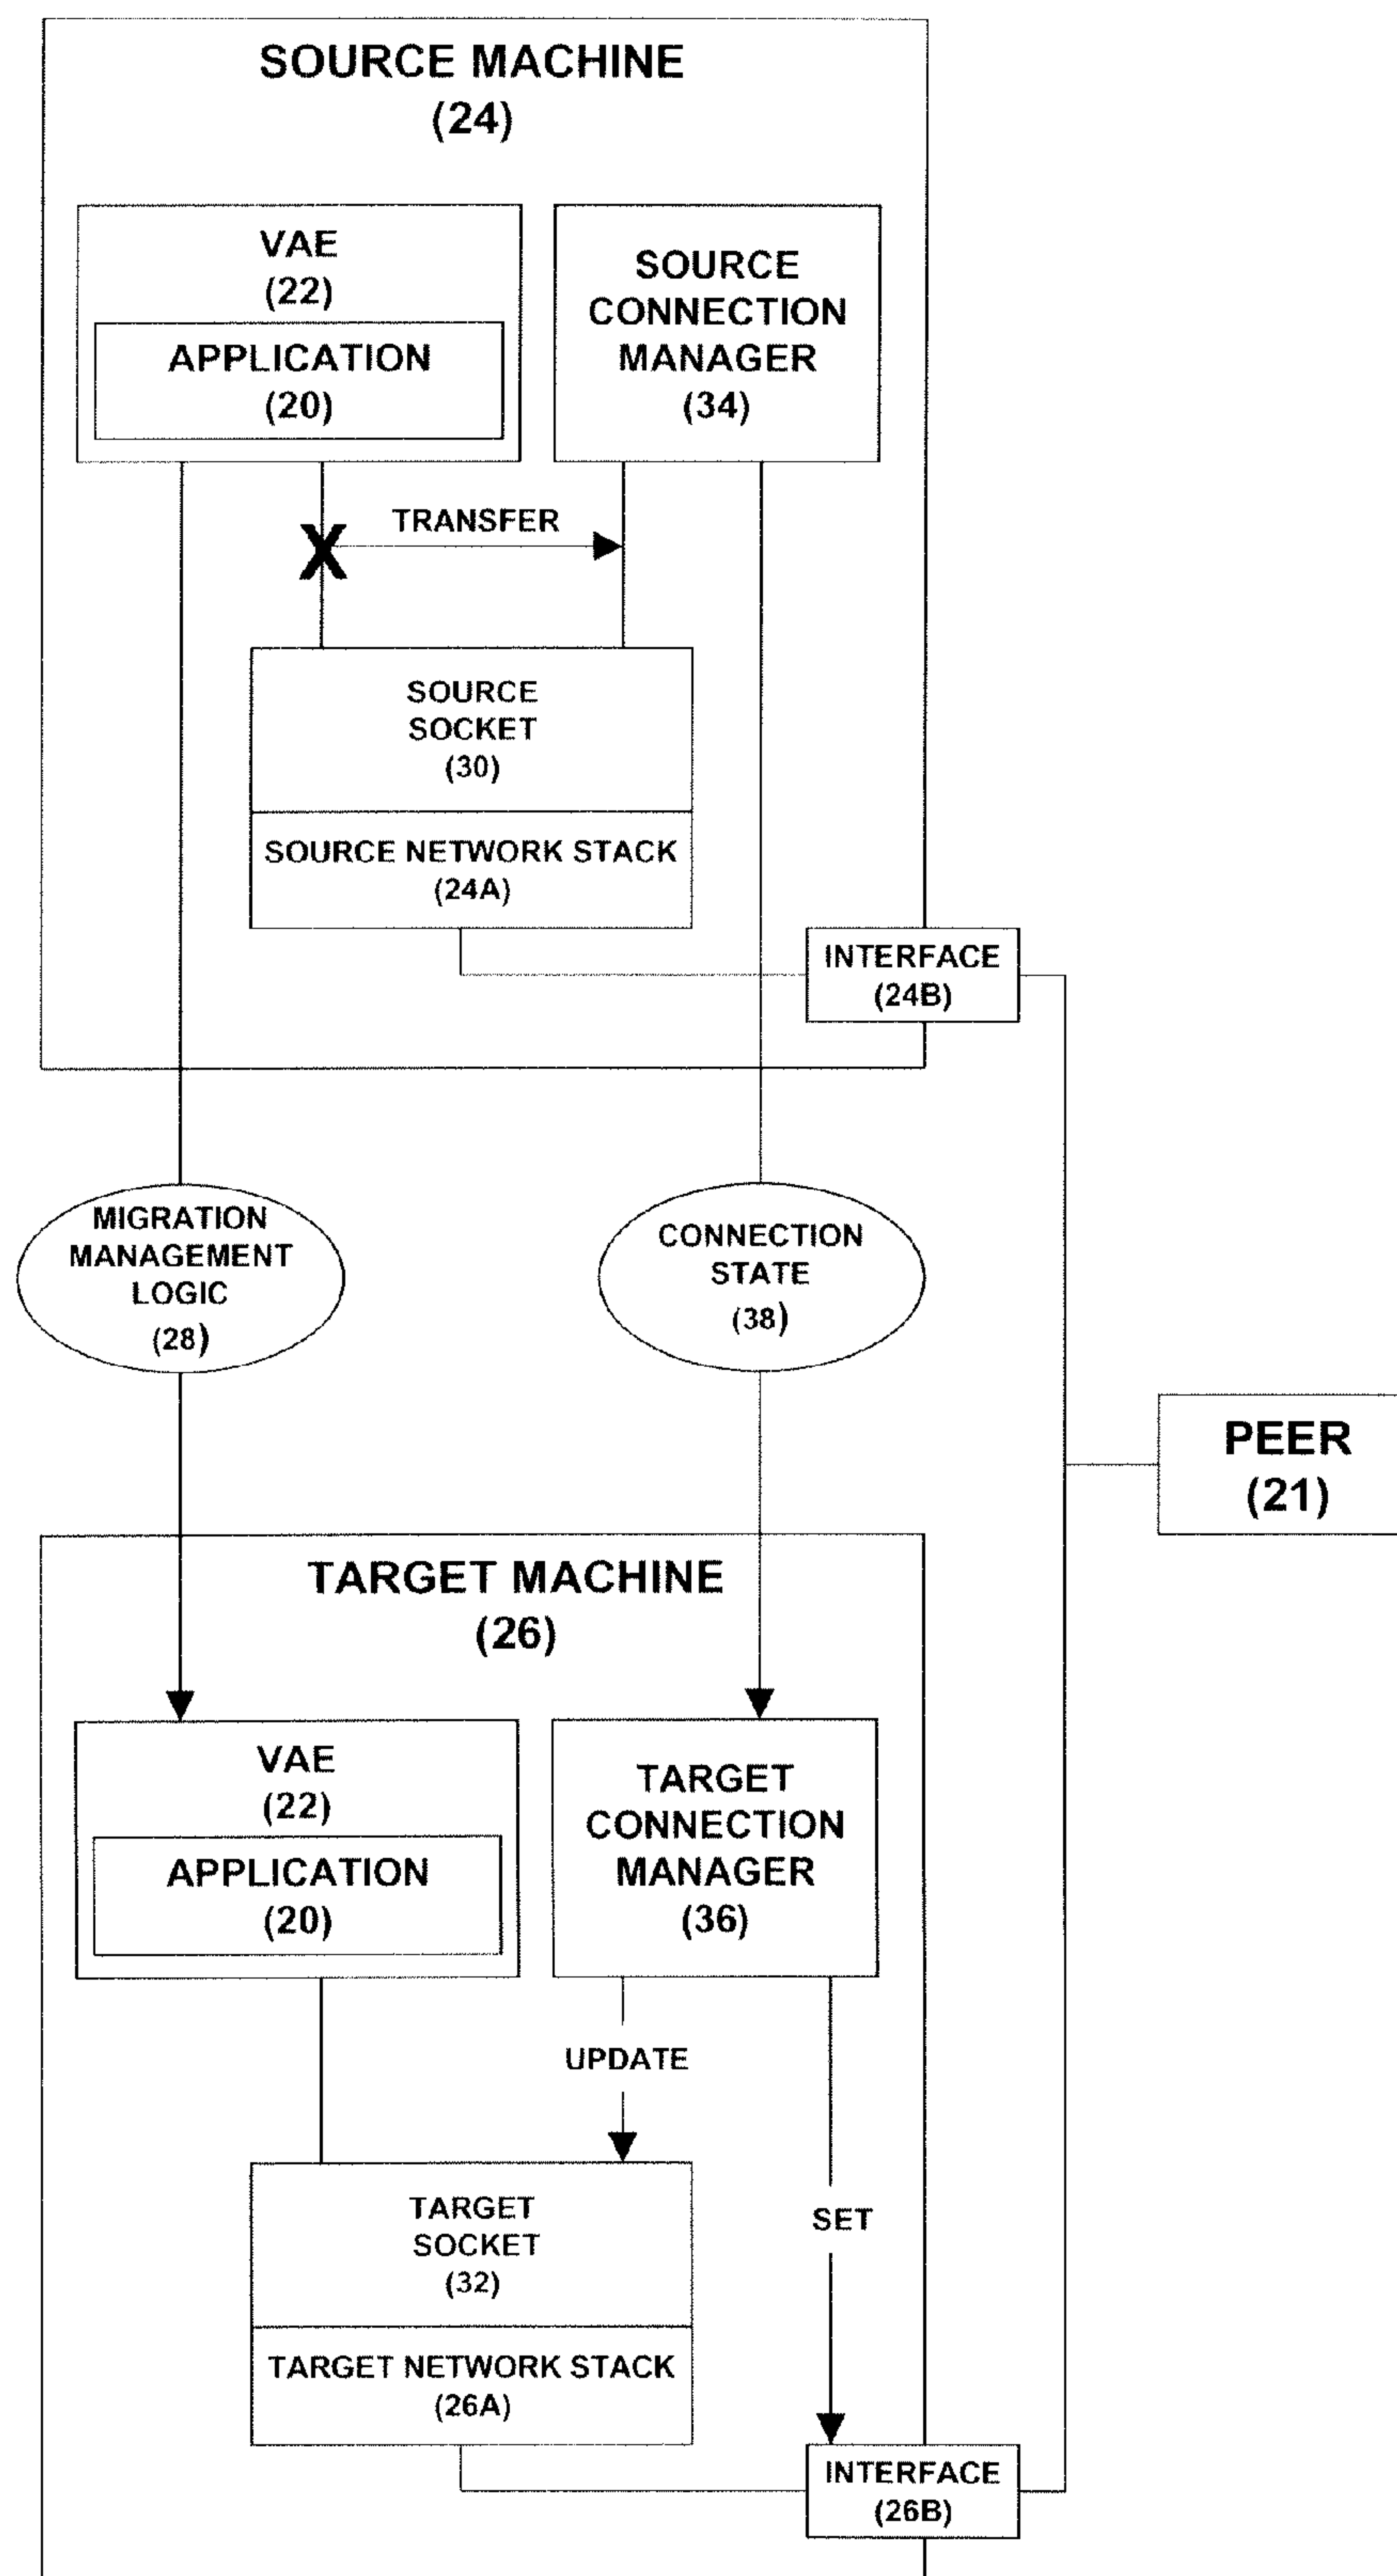 SOURCE MACHINE
(24)
VAE
(22)
APPLICATION
(20)
SOURCE
CONNECTION
MANAGER
(34)
X
TRANSFER
SOURCE
SOCKET
(30)
SOURCE NETWORK STACK
(24A)
INTERFACE
(24B)
MIGRATION
MANAGEMENT
LOGIC
(28)
CONNECTION
STATE
(38)
PEER
(21)
TARGET MACHINE
(26)
VAE
(22)
APPLICATION
(20)
TARGET
CONNECTION
MANAGER
(36)
UPDATE
SET
TARGET
SOCKET
(32)
TARGET NETWORK STACK
(26A)
INTERFACE
(26B)